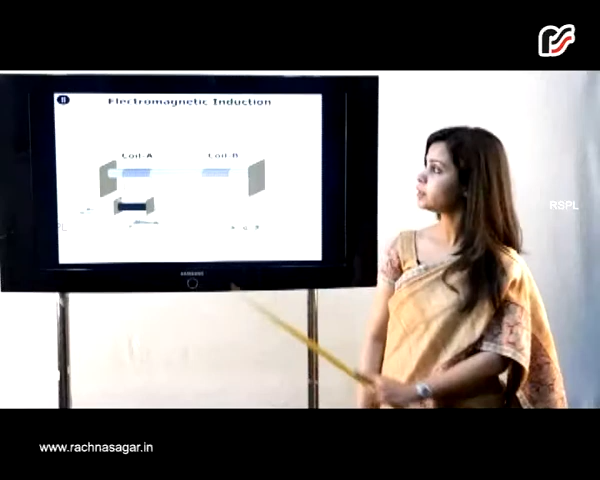 Electromagnetic Induction
Coil-A
Coil-B
RSPL
SAMSUNG
www.rachnasagar.in